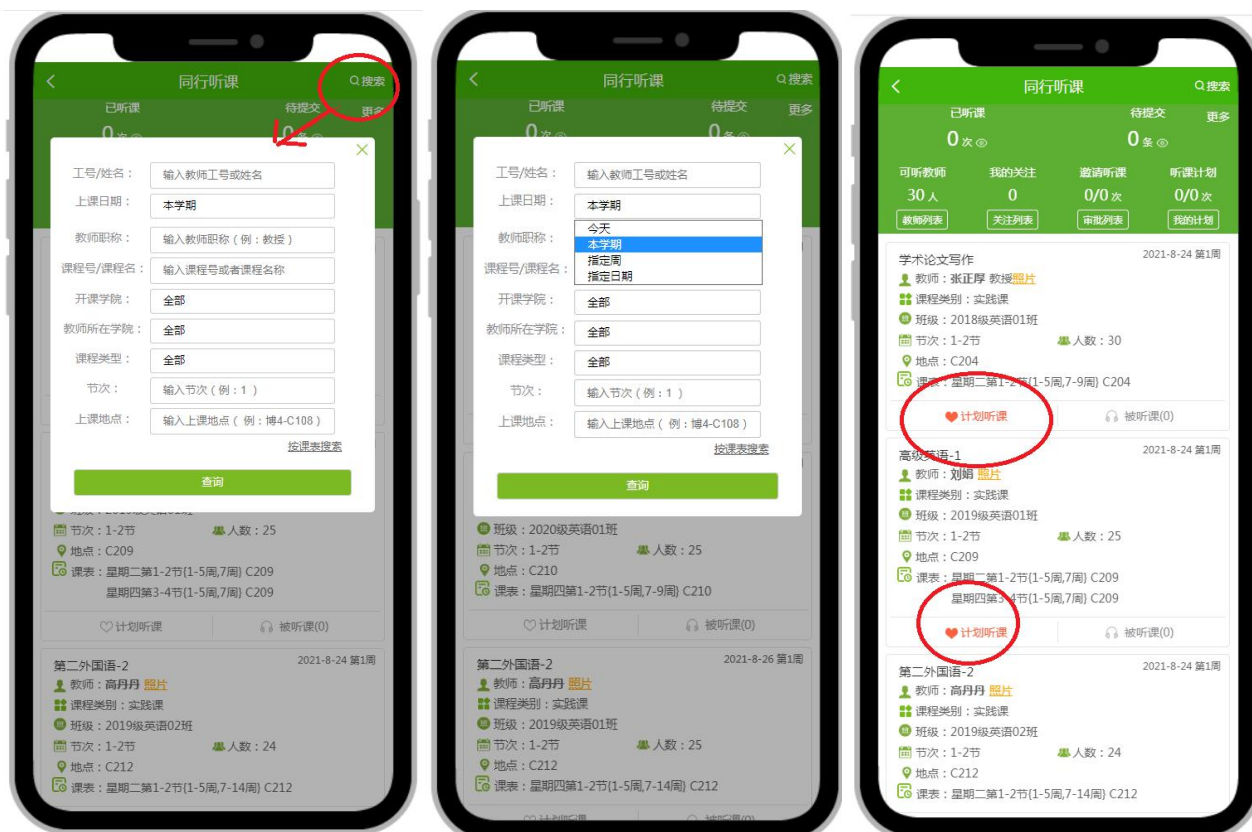 同行听课
搜索
已听课
待提交
更多
0次
0条
工号/姓名：
输入教师工号或姓名
上课日期：
本学期
教师职称：
输入教师职称（例：教授）
课程号/课程名：
输入课程号或者课程名称
开课学院：
全部
教师所在学院：
全部
课程类型：
全部
节次：
输入节次（例：1）
上课地点：
输入上课地点（例：博4-C108）
按课表搜索
查询
节次：1-2节 人数：25
地点：C209
课表：星期二第1-2节{1-5周,7周} C209
星期四第3-4节{1-5周,7周} C209
计划听课 被听课(0)
第二外国语-2 2021-8-24 第1周
教师：高丹丹 照片
课程类别：实践课
班级：2019级英语02班
节次：1-2节 人数：24
地点：C212
课表：星期二第1-2节{1-5周,7-14周} C212
同行听课
搜索
已听课
待提交
更多
0次
0条
工号/姓名：
输入教师工号或姓名
上课日期：
本学期
今天
本学期
指定周
指定日期
教师职称：
课程号/课程名：
开课学院：
全部
教师所在学院：
全部
课程类型：
全部
节次：
输入节次（例：1）
上课地点：
输入上课地点（例：博4-C108）
按课表搜索
查询
班级：2020级英语01班
节次：1-2节 人数：25
地点：C210
课表：星期四第1-2节{1-5周,7-9周} C210
计划听课 被听课(0)
第二外国语-2 2021-8-26 第1周
教师：高丹丹 照片
课程类别：实践课
班级：2019级英语01班
节次：1-2节 人数：25
地点：C212
课表：星期四第1-2节{1-5周,7-14周} C212
同行听课
搜索
已听课
待提交
更多
0次
0条
可听教师 我的关注 邀请听课 听课计划
30人 0 0/0次 0/0次
教师列表 关注列表 审批列表 我的计划
学术论文写作 2021-8-24 第1周
教师：张正厚 教授照片
课程类别：实践课
班级：2018级英语01班
节次：1-2节 人数：30
地点：C204
课表：星期二第1-2节{1-5周,7-9周} C204
计划听课 被听课(0)
高级英语-1 2021-8-24 第1周
教师：刘娟 照片
课程类别：实践课
班级：2019级英语01班
节次：1-2节 人数：25
地点：C209
课表：星期二第1-2节{1-5周,7周} C209
星期四第3-4节{1-5周,7周} C209
计划听课 被听课(0)
第二外国语-2 2021-8-24 第1周
教师：高丹丹 照片
课程类别：实践课
班级：2019级英语02班
节次：1-2节 人数：24
地点：C212
课表：星期二第1-2节{1-5周,7-14周} C212